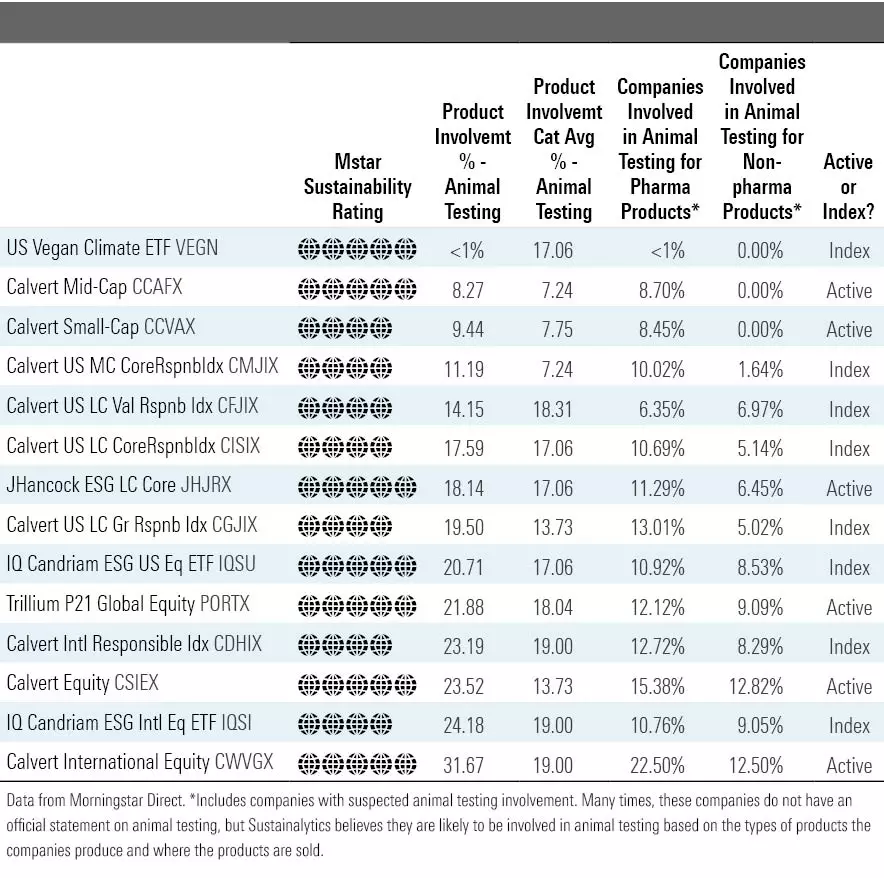 Mstar Sustainability Rating
Product Involvemt % - Animal Testing
Product Involvemt Cat Avg % - Animal Testing
Companies Involved in Animal Testing for Pharma Products*
Companies Involved in Animal Testing for Non-pharma Products*
Active or Index?
US Vegan Climate ETF VEGN <1% 17.06 <1% 0.00% Index
Calvert Mid-Cap CCAFX 8.27 7.24 8.70% 0.00% Active
Calvert Small-Cap CCVAX 9.44 7.75 8.45% 0.00% Active
Calvert US MC CoreRspnbIdx CMJIX 11.19 7.24 10.02% 1.64% Index
Calvert US LC Val Rspnb Idx CFJIX 14.15 18.31 6.35% 6.97% Index
Calvert US LC CoreRspnbIdx CISIX 17.59 17.06 10.69% 5.14% Index
JHancock ESG LC Core JHJRX 18.14 17.06 11.29% 6.45% Active
Calvert US LC Gr Rspnb Idx CGJIX 19.50 13.73 13.01% 5.02% Index
IQ Candriam ESG US Eq ETF IQSU 20.71 17.06 10.92% 8.53% Index
Trillium P21 Global Equity PORTX 21.88 18.04 12.12% 9.09% Active
Calvert Intl Responsible Idx CDHIX 23.19 19.00 12.72% 8.29% Index
Calvert Equity CSIEX 23.52 13.73 15.38% 12.82% Active
IQ Candriam ESG Intl Eq ETF IQSI 24.18 19.00 10.76% 9.05% Index
Calvert International Equity CWVGX 31.67 19.00 22.50% 12.50% Active
Data from Morningstar Direct. *Includes companies with suspected animal testing involvement. Many times, these companies do not have an
official statement on animal testing, but Sustainalytics believes they are likely to be involved in animal testing based on the types of products the
companies produce and where the products are sold.